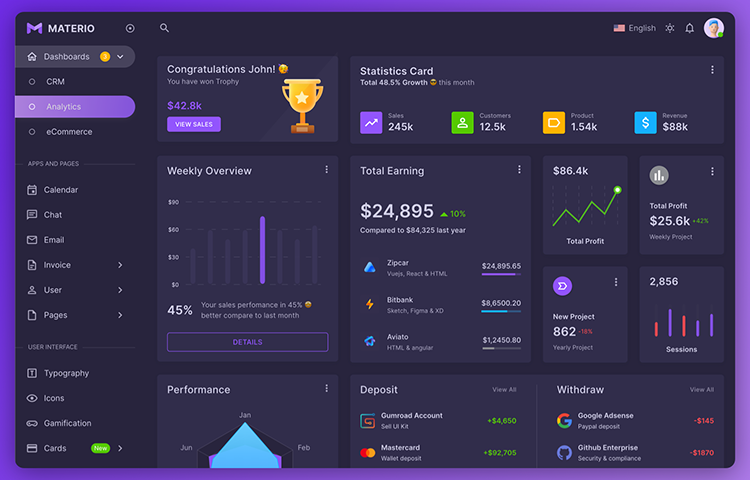 MATERIO
English
Dashboards 5
CRM
Analytics
eCommerce
APPS AND PAGES
Calendar
Chat
Email
Invoice
User
Pages
USER INTERFACE
Typography
Icons
Gamification
Cards New
Congratulations John! 🥳
You have won Trophy
$42.8k
VIEW SALES
Statistics Card
Total 48.5% Growth 😎 this month
Sales
245k
Customers
12.5k
Product
1.54k
Revenue
$88k
Weekly Overview
$90
$60
$30
$0
45%
Your sales perfomance in 45% 🤩
better compare to last month
DETAILS
Total Earning
$24,895 10%
Compared to $84,325 last year
Zipcar
Vuejs, React & HTML
$24,895.65
Bitbank
Sketch, Figma & XD
$8,6500.20
Aviato
HTML & angular
$1,2450.80
$86.4k
Total Profit
Total Profit
$25.6k +42%
Weekly Project
New Project
862 -18%
Yearly Project
2,856
Sessions
Performance
Jan
Jun
Feb
Deposit
View All
Gumroad Account
Sell UI Kit
+$4,650
Mastercard
Wallet deposit
+$92,705
Withdraw
View All
Google Adsense
Paypal deposit
-$145
Github Enterprise
Security & compliance
-$1870